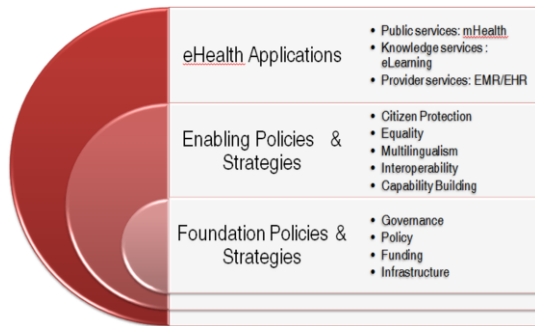 eHealth Applications
• Public services: mHealth
• Knowledge services :
eLearning
• Provider services: EMR/EHR
Enabling Policies &
Strategies
• Citizen Protection
• Equality
• Multilingualism
• Interoperability
• Capability Building
Foundation Policies &
Strategies
• Governance
• Policy
• Funding
• Infrastructure